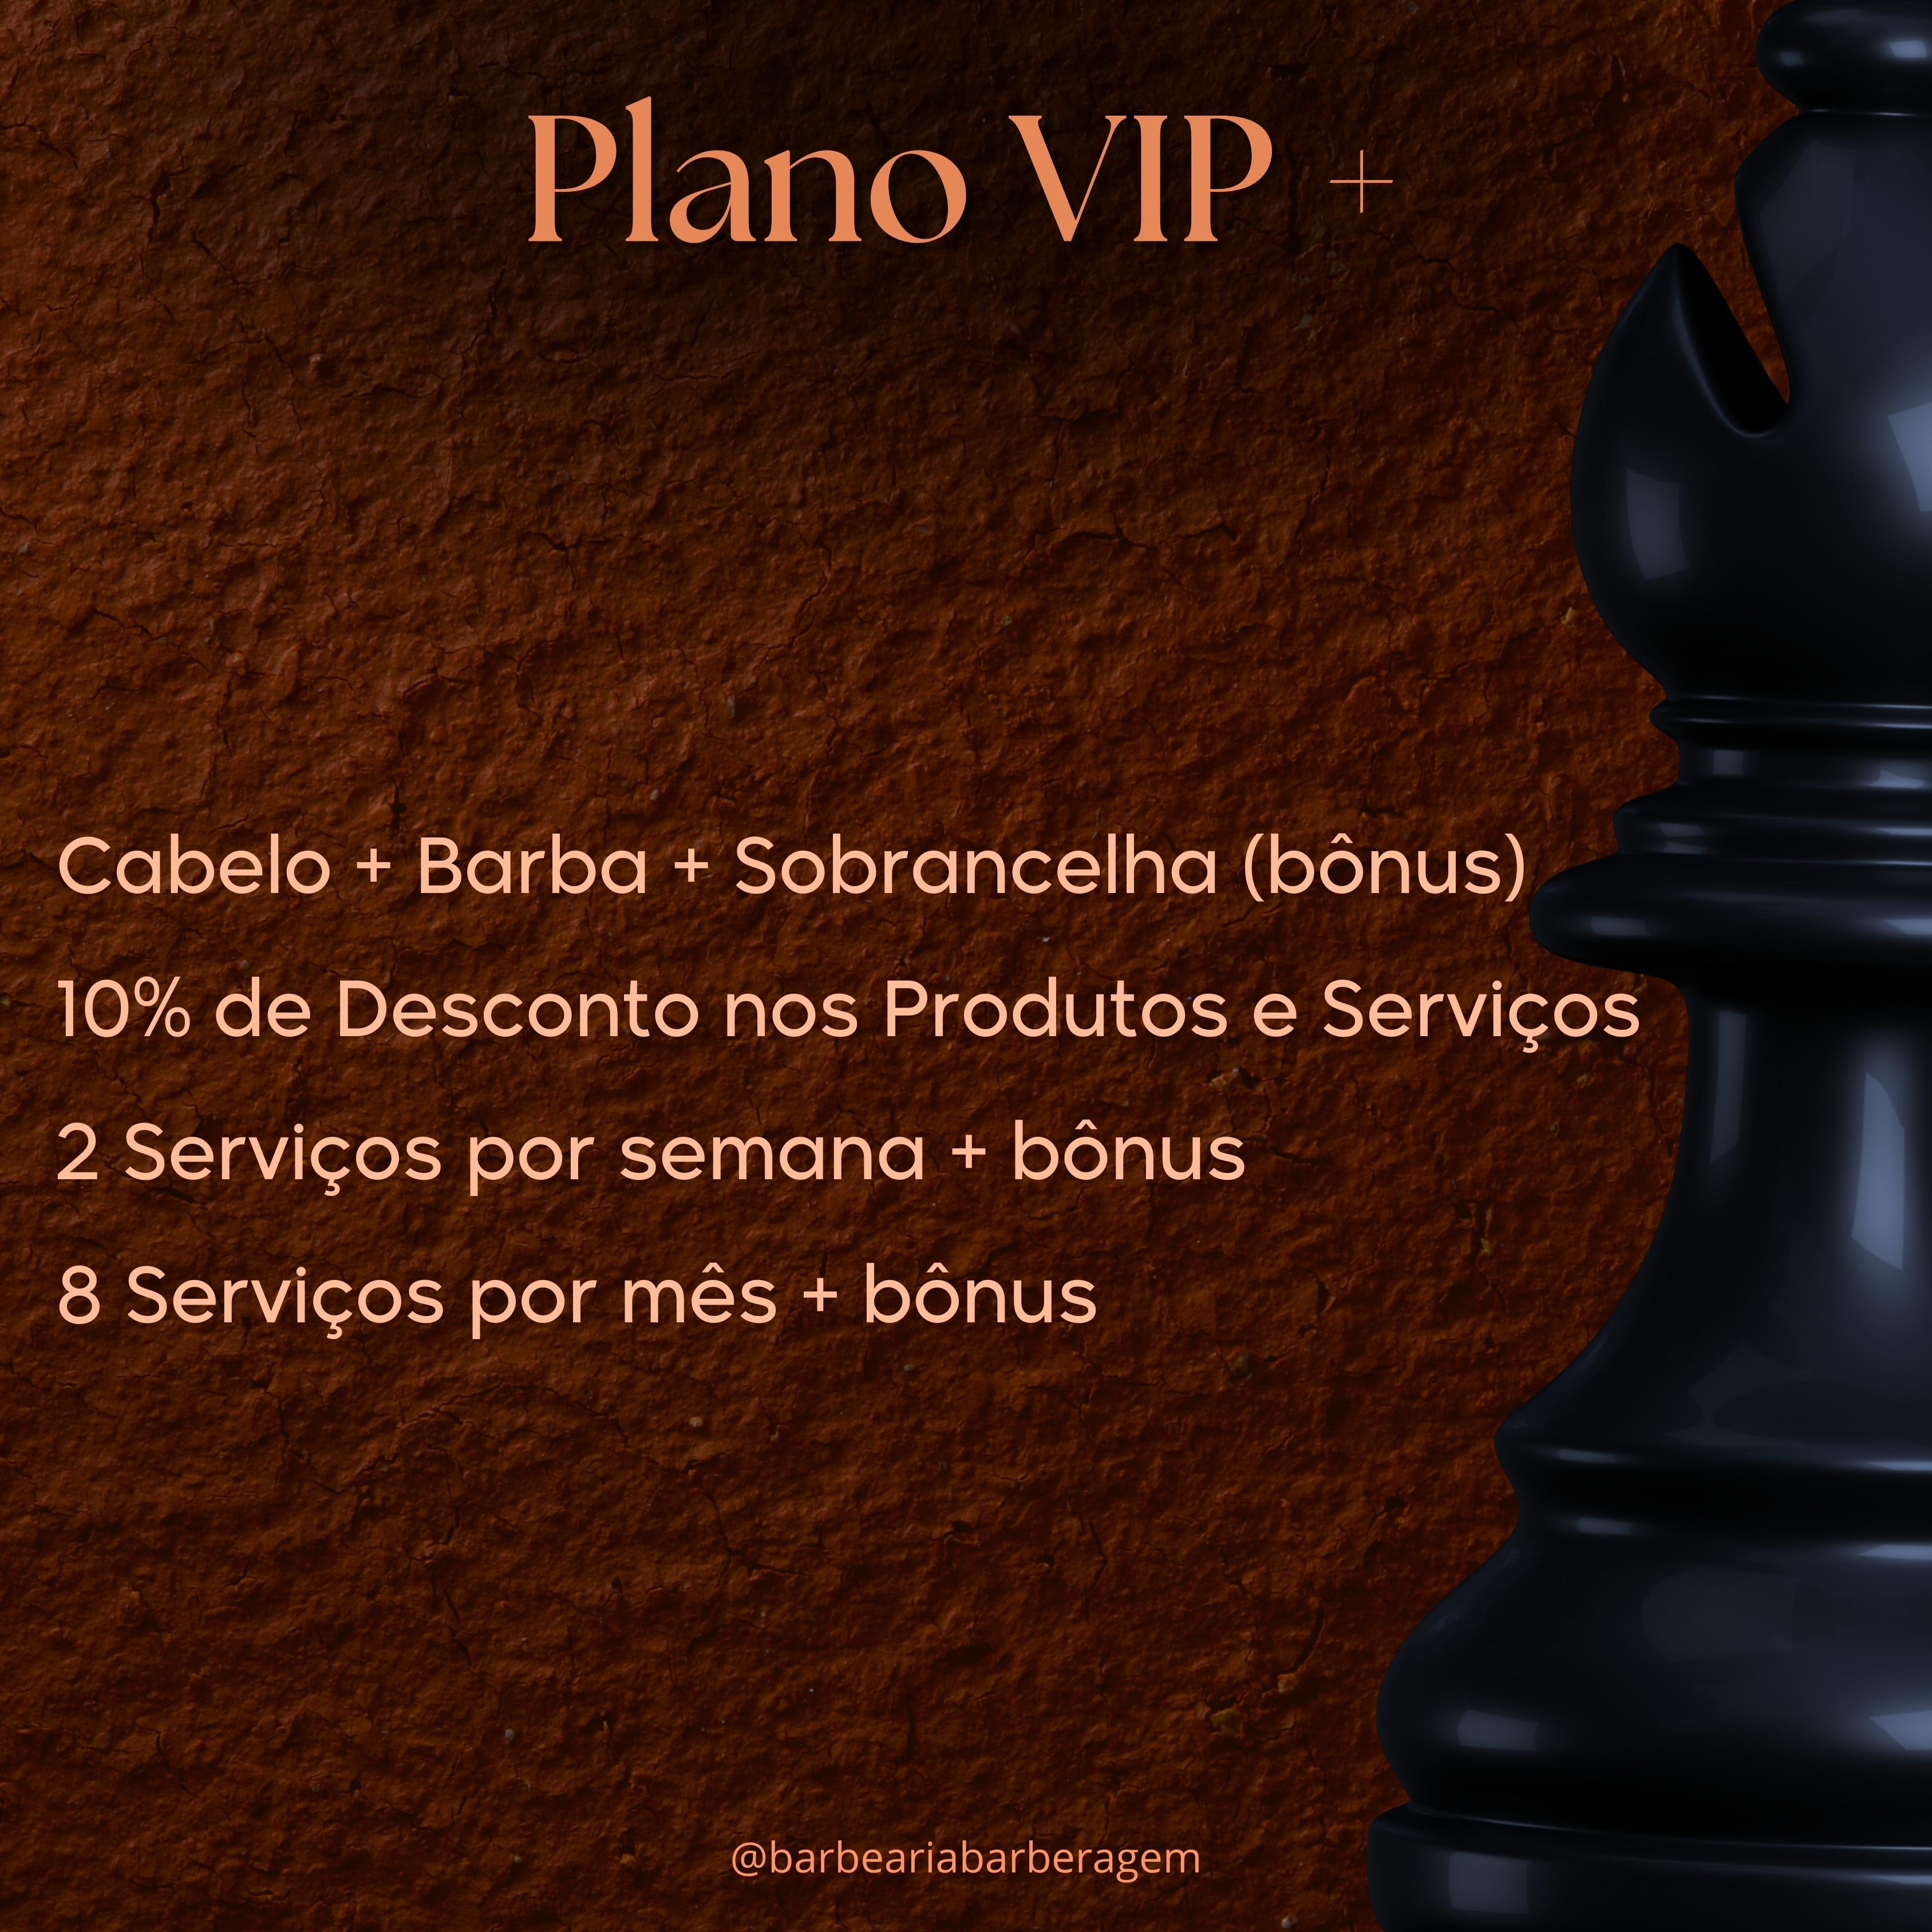 Plano VIP +
Cabelo + Barba + Sobrancelha (bônus)
10% de Desconto nos Produtos e Serviços
2 Serviços por semana + bônus
8 Serviços por mês + bônus
@barbeariabarberagem